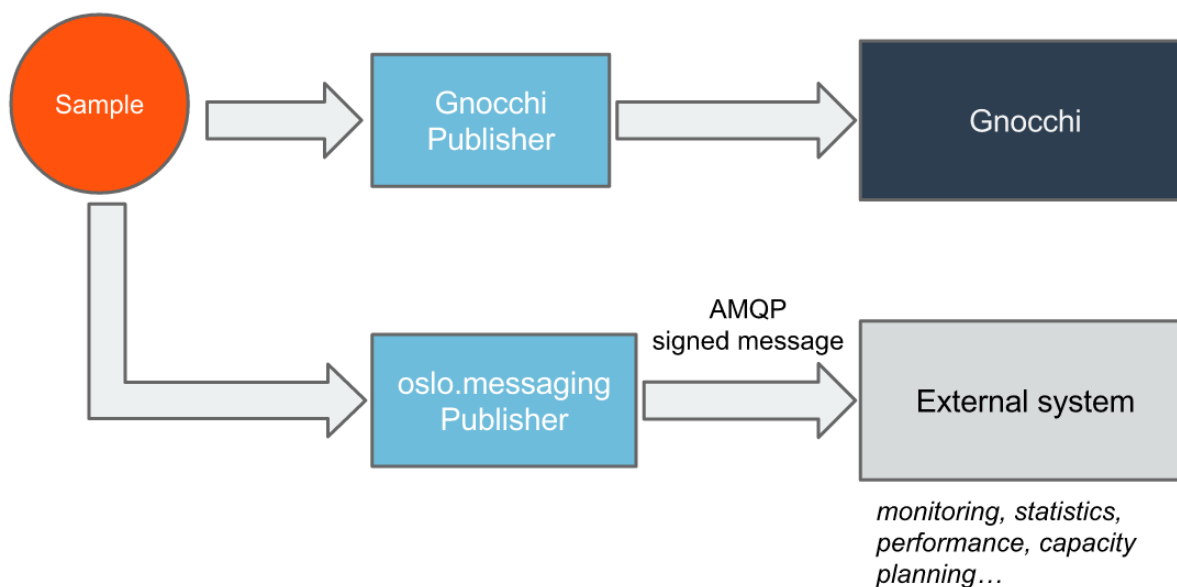 Sample
Gnocchi
Publisher
Gnocchi
AMQP
signed message
oslo.messaging
Publisher
External system
monitoring, statistics,
performance, capacity
planning…